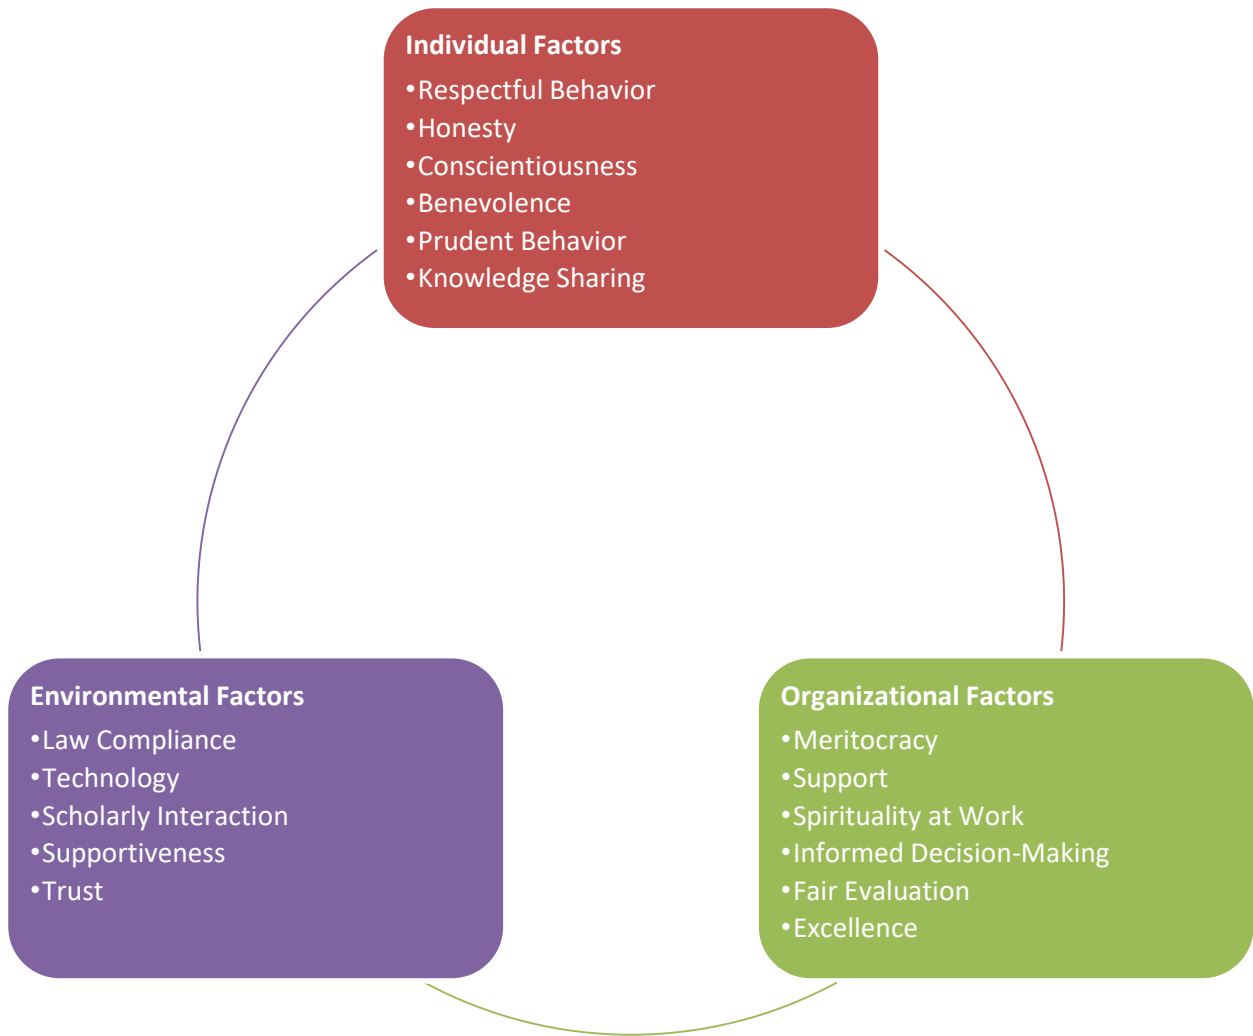 Individual Factors
•Respectful Behavior
•Honesty
•Conscientiousness
•Benevolence
•Prudent Behavior
•Knowledge Sharing
Environmental Factors
•Law Compliance
•Technology
•Scholarly Interaction
•Supportiveness
•Trust
Organizational Factors
•Meritocracy
•Support
•Spirituality at Work
•Informed Decision-Making
•Fair Evaluation
•Excellence